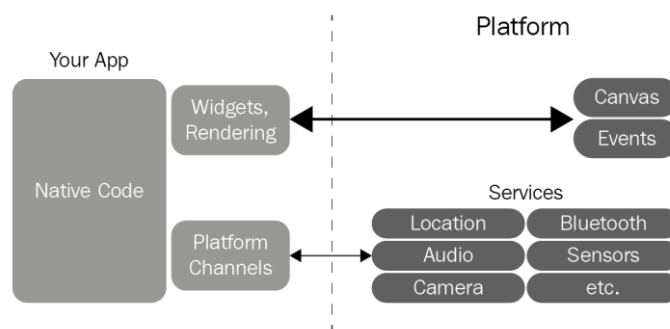 Platform
Your App
Native Code
Widgets,
Rendering
Canvas
Events
Platform
Channels
Services
Location
Bluetooth
Audio
Sensors
Camera
etc.